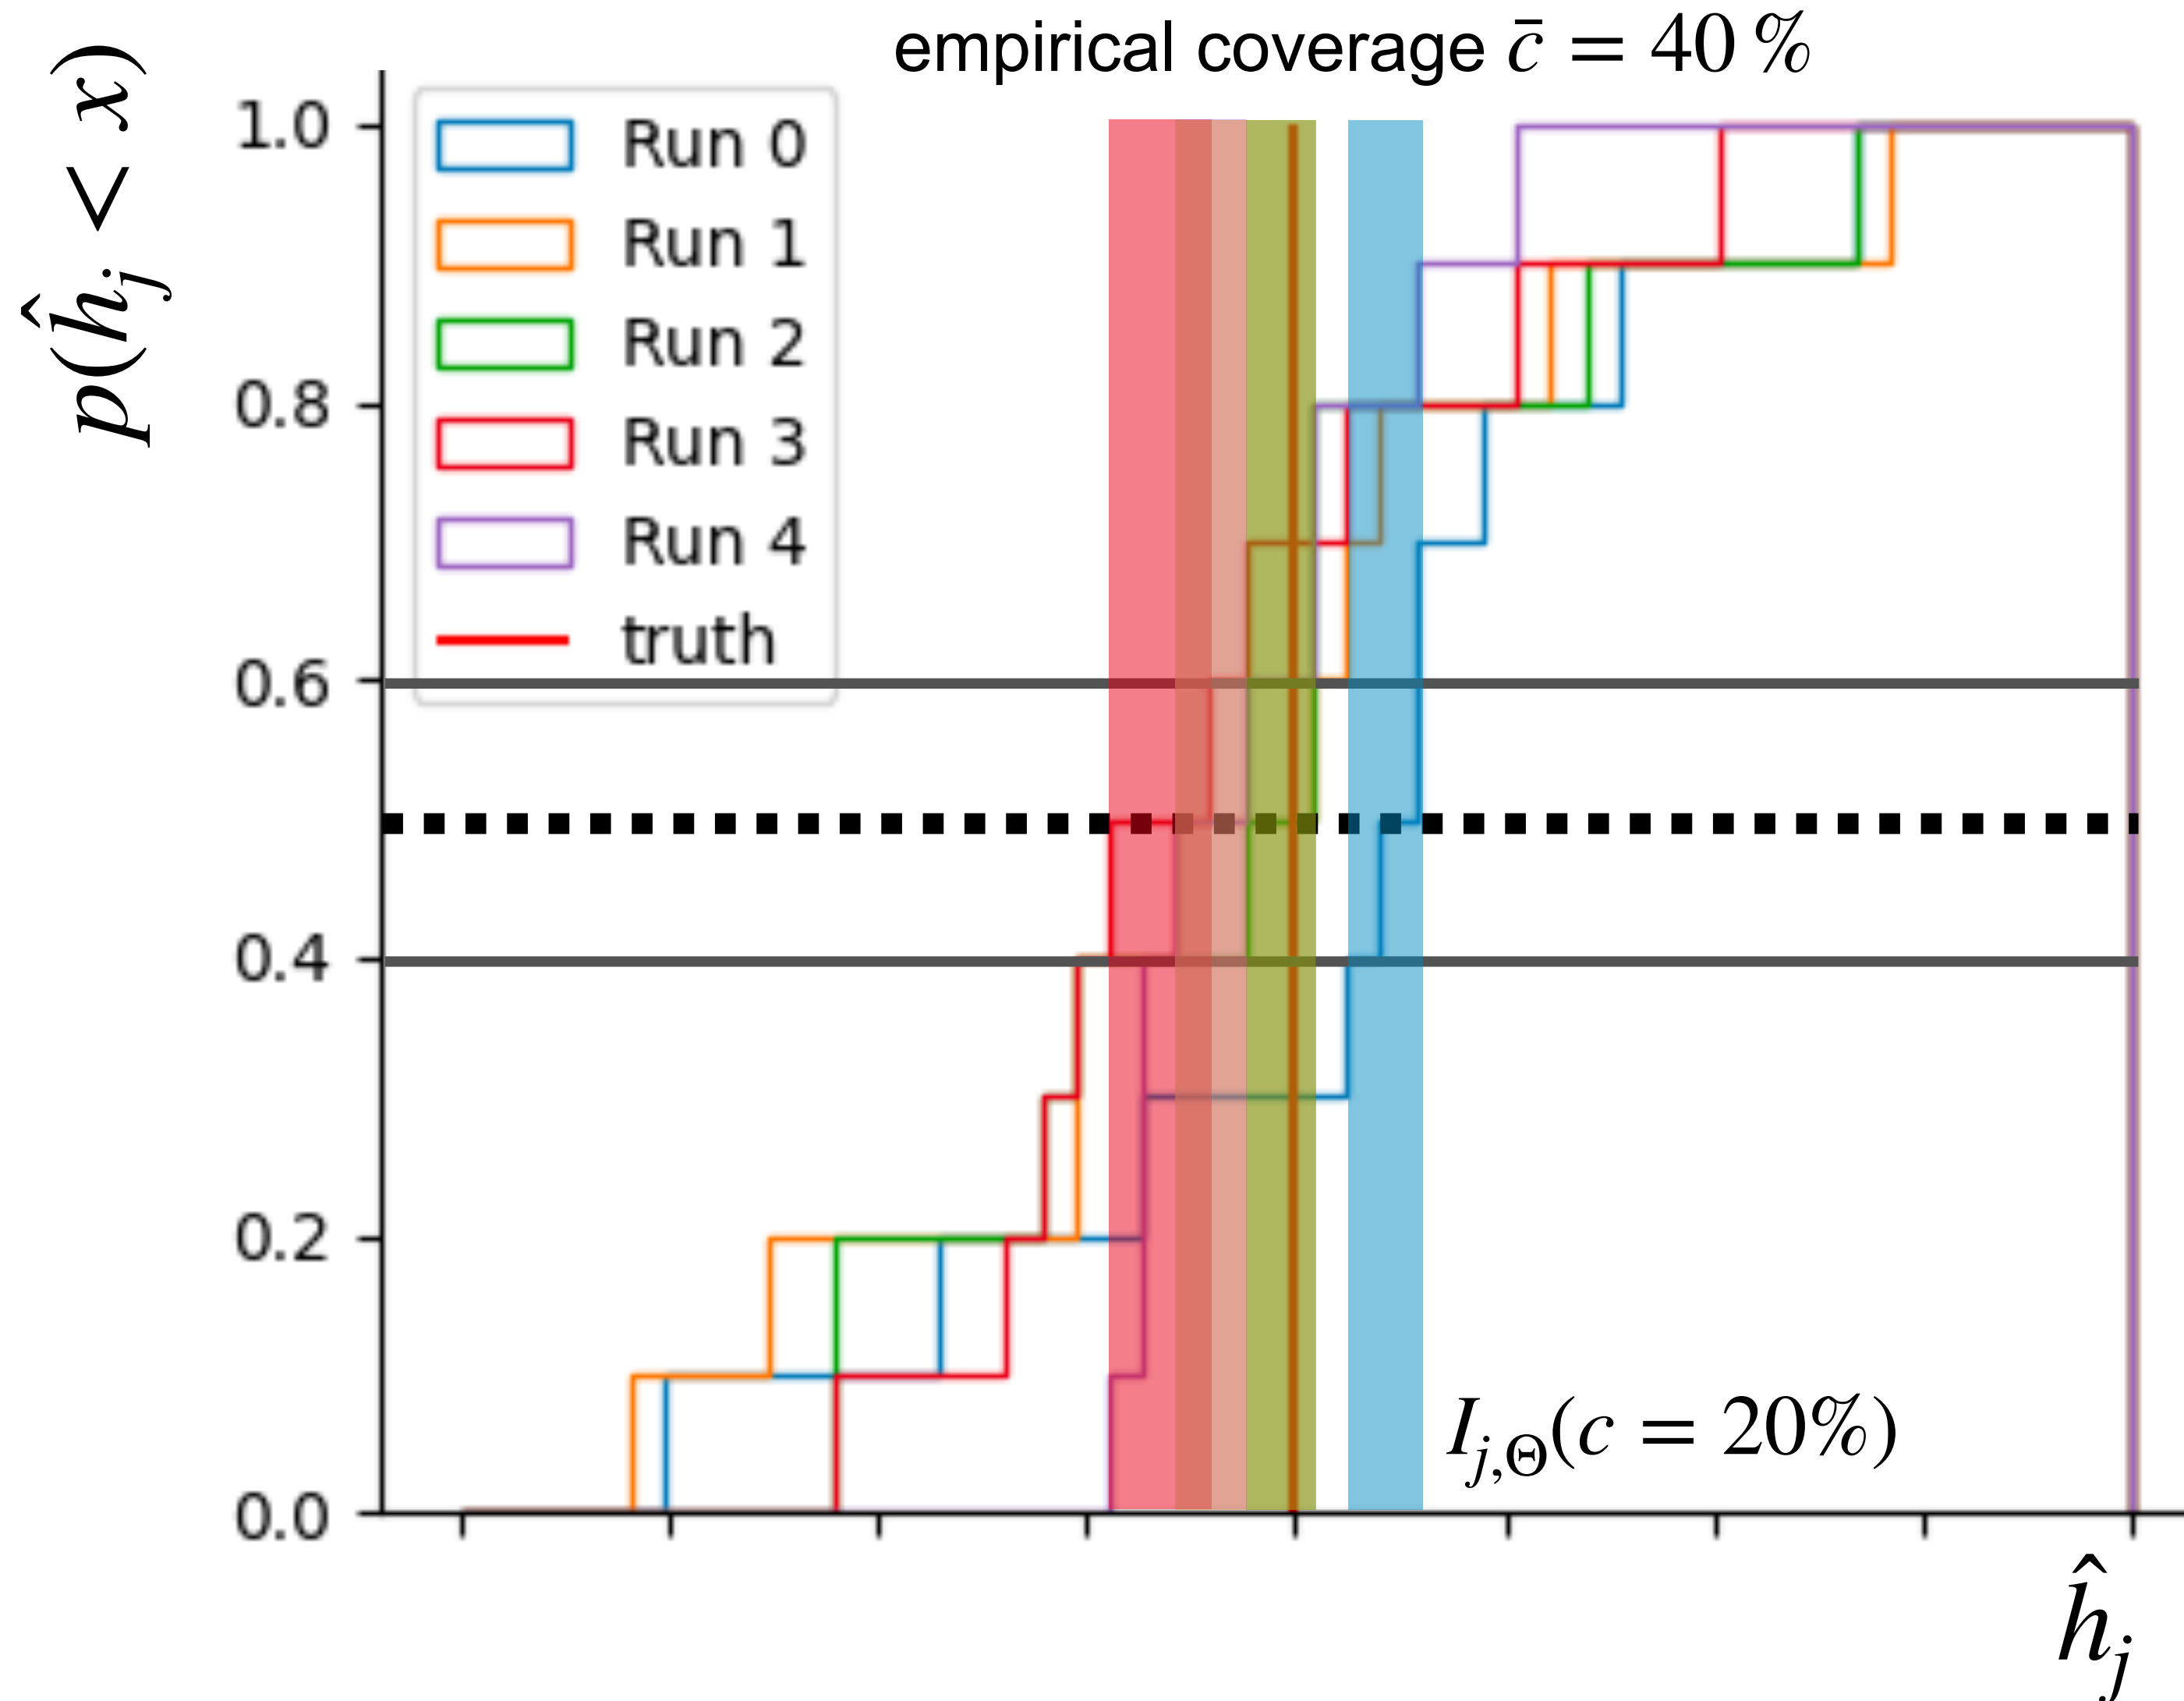 empirical coverage c̄ = 40 %
p(ĥⱼ < x)
1.0
0.8
0.6
0.4
0.2
0.0
Run 0
Run 1
Run 2
Run 3
Run 4
truth
I_{j,Θ}(c = 20%)
ĥⱼ